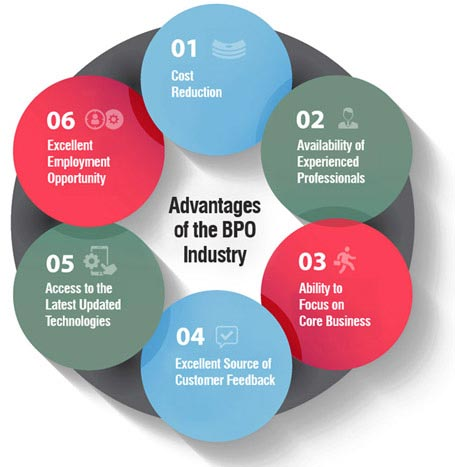 Advantages
of the BPO
Industry
01
Cost
Reduction
02
Availability of
Experienced
Professionals
03
Ability to
Focus on
Core Business
04
Excellent Source of
Customer Feedback
05
Access to the
Latest Updated
Technologies
06
Excellent
Employment
Opportunity